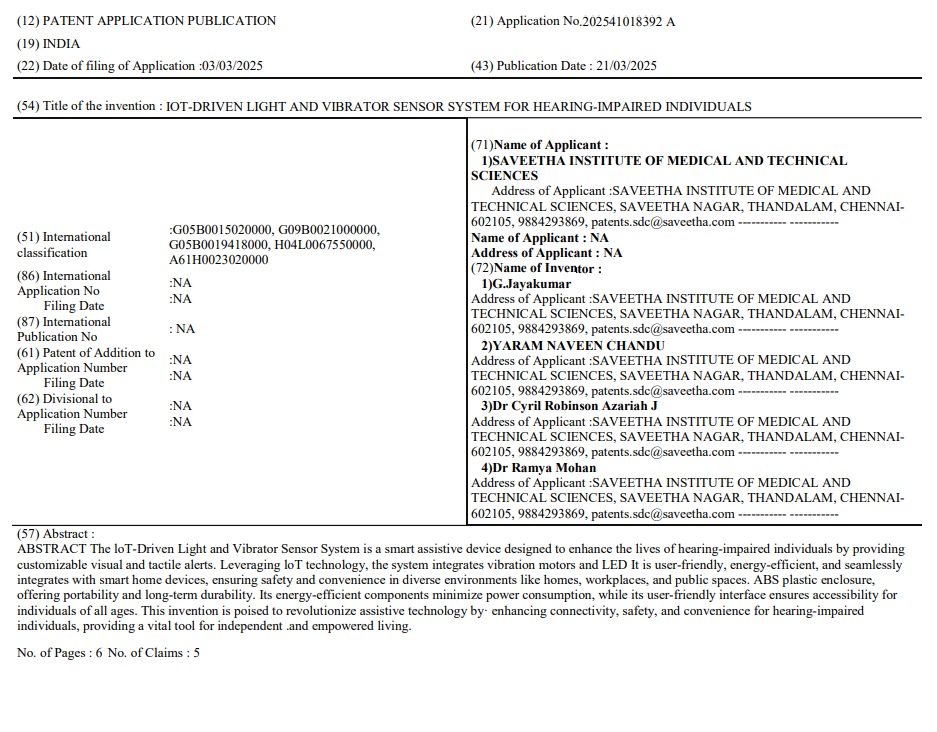 (12) PATENT APPLICATION PUBLICATION
(21) Application No.202541018392 A
(19) INDIA
(22) Date of filing of Application :03/03/2025
(43) Publication Date : 21/03/2025
(54) Title of the invention : IOT-DRIVEN LIGHT AND VIBRATOR SENSOR SYSTEM FOR HEARING-IMPAIRED INDIVIDUALS
(51) International
classification
:G05B0015020000, G09B0021000000,
G05B0019418000, H04L0067550000,
A61H0023020000
(86) International
Application No
Filing Date
:NA
:NA
(87) International
Publication No
: NA
(61) Patent of Addition to
Application Number
Filing Date
:NA
:NA
(62) Divisional to
Application Number
Filing Date
:NA
:NA
(71)Name of Applicant :
1)SAVEETHA INSTITUTE OF MEDICAL AND TECHNICAL
SCIENCES
Address of Applicant :SAVEETHA INSTITUTE OF MEDICAL AND
TECHNICAL SCIENCES, SAVEETHA NAGAR, THANDALAM, CHENNAI-
602105, 9884293869, patents.sdc@saveetha.com ----------- -----------
Name of Applicant : NA
Address of Applicant : NA
(72)Name of Inventor :
1)G.Jayakumar
Address of Applicant :SAVEETHA INSTITUTE OF MEDICAL AND
TECHNICAL SCIENCES, SAVEETHA NAGAR, THANDALAM, CHENNAI-
602105, 9884293869, patents.sdc@saveetha.com ----------- -----------
2)YARAM NAVEEN CHANDU
Address of Applicant :SAVEETHA INSTITUTE OF MEDICAL AND
TECHNICAL SCIENCES, SAVEETHA NAGAR, THANDALAM, CHENNAI-
602105, 9884293869, patents.sdc@saveetha.com ----------- -----------
3)Dr Cyril Robinson Azariah J
Address of Applicant :SAVEETHA INSTITUTE OF MEDICAL AND
TECHNICAL SCIENCES, SAVEETHA NAGAR, THANDALAM, CHENNAI-
602105, 9884293869, patents.sdc@saveetha.com ----------- -----------
4)Dr Ramya Mohan
Address of Applicant :SAVEETHA INSTITUTE OF MEDICAL AND
TECHNICAL SCIENCES, SAVEETHA NAGAR, THANDALAM, CHENNAI-
602105, 9884293869, patents.sdc@saveetha.com ----------- -----------
(57) Abstract :
ABSTRACT The loT-Driven Light and Vibrator Sensor System is a smart assistive device designed to enhance the lives of hearing-impaired individuals by providing
customizable visual and tactile alerts. Leveraging loT technology, the system integrates vibration motors and LED It is user-friendly, energy-efficient, and seamlessly
integrates with smart home devices, ensuring safety and convenience in diverse environments like homes, workplaces, and public spaces. ABS plastic enclosure,
offering portability and long-term durability. Its energy-efficient components minimize power consumption, while its user-friendly interface ensures accessibility for
individuals of all ages. This invention is poised to revolutionize assistive technology by· enhancing connectivity, safety, and convenience for hearing-impaired
individuals, providing a vital tool for independent .and empowered living.
No. of Pages : 6 No. of Claims : 5